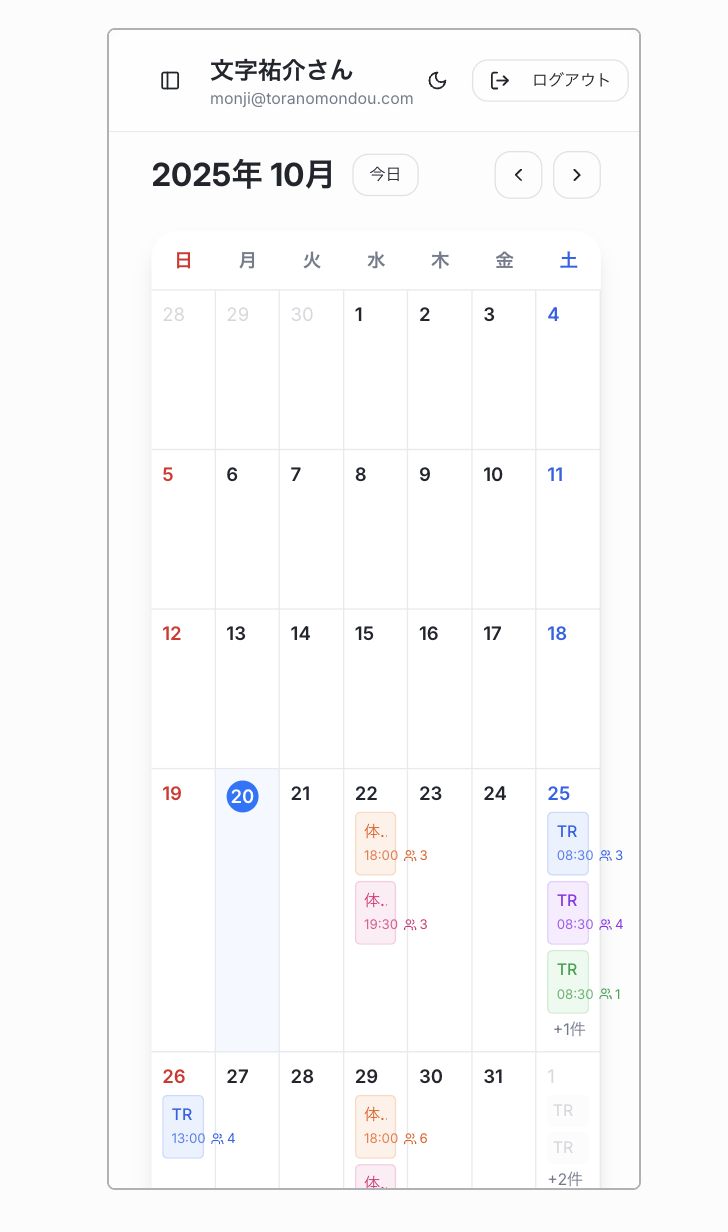 文字祐介さん
monji@toranomondou.com
ログアウト
2025年 10月
今日
日 月 火 水 木 金 土
28 29 30 1 2 3 4
5 6 7 8 9 10 11
12 13 14 15 16 17 18
19 20 21 22 23 24 25
体.. TR
18:00 3 08:30 3
体.. TR
19:30 3 08:30 4
TR
08:30 1
+1件
26 27 28 29 30 31 1
TR 体.. TR
13:00 4 18:00 6
TR
体.. +2件